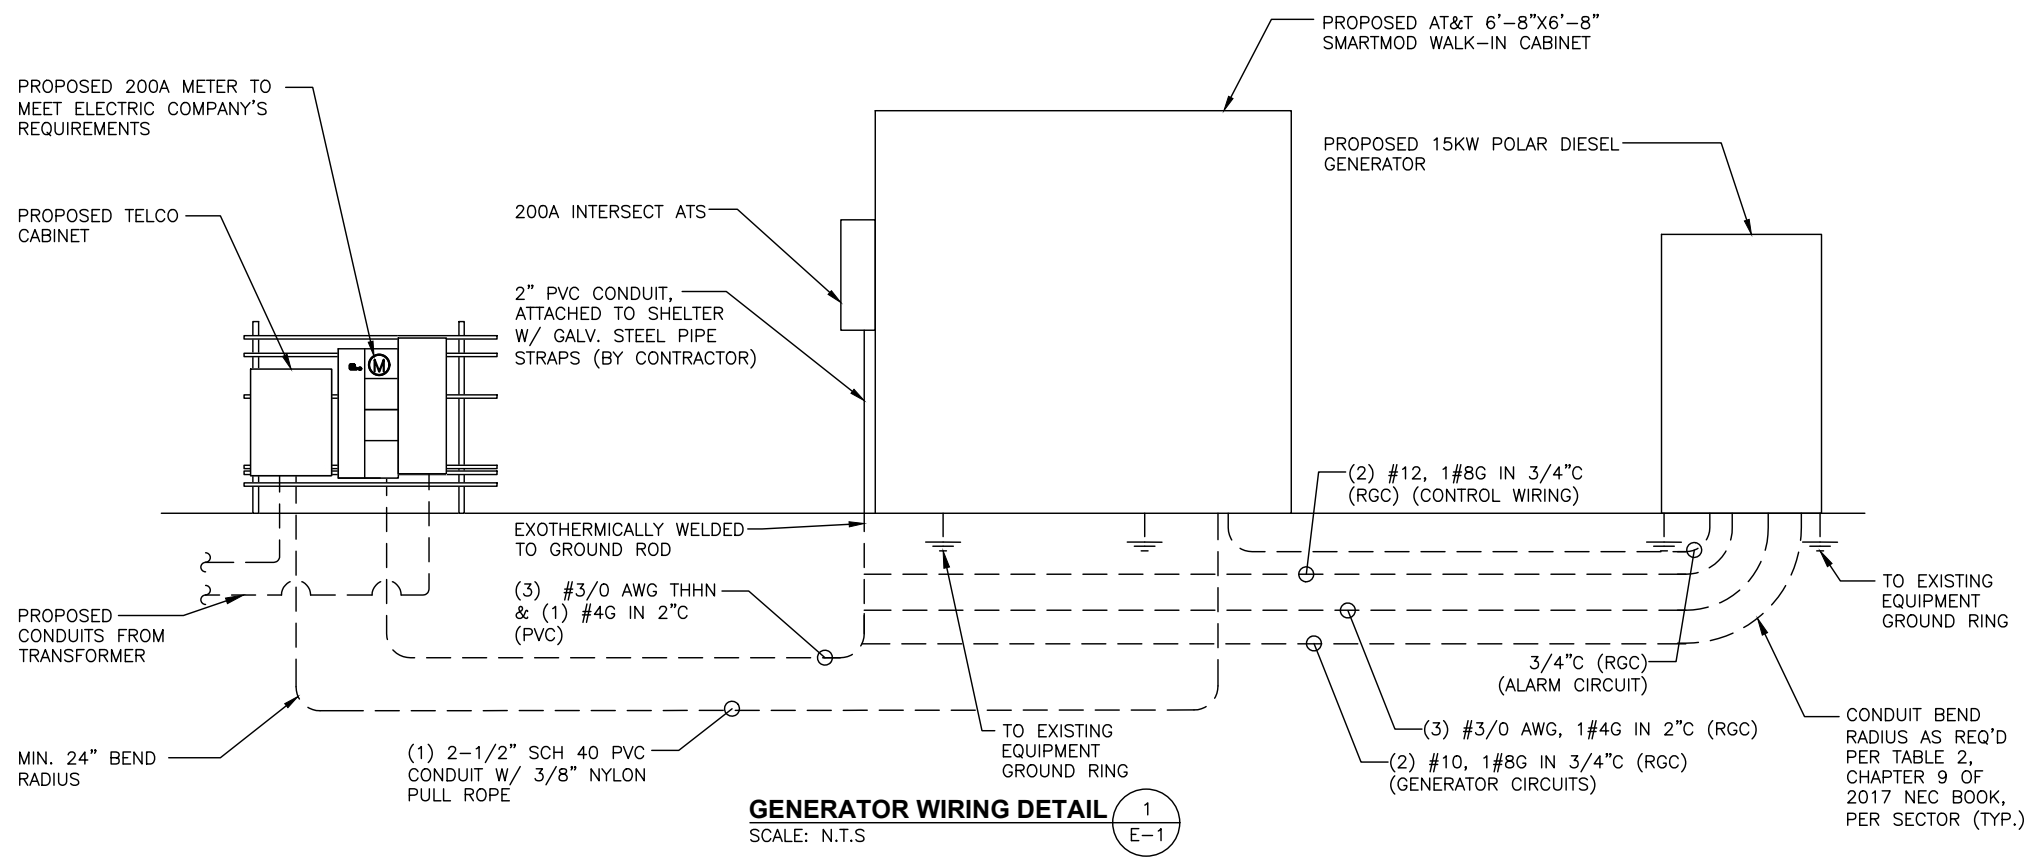 PROPOSED AT&T 6'-8"X6'-8"
SMARTMOD WALK-IN CABINET
PROPOSED 200A METER TO
MEET ELECTRIC COMPANY'S
REQUIREMENTS
PROPOSED 15KW POLAR DIESEL
GENERATOR
PROPOSED TELCO
CABINET
200A INTERSECT ATS
2" PVC CONDUIT,
ATTACHED TO SHELTER
W/ GALV. STEEL PIPE
STRAPS (BY CONTRACTOR)
M
(2) #12, 1#8G IN 3/4"C
(RGC) (CONTROL WIRING)
EXOTHERMICALLY WELDED
TO GROUND ROD
(3) #3/0 AWG THHN
& (1) #4G IN 2"C
(PVC)
PROPOSED
CONDUITS FROM
TRANSFORMER
TO EXISTING
EQUIPMENT
GROUND RING
3/4"C (RGC)
(ALARM CIRCUIT)
MIN. 24" BEND
RADIUS
(1) 2-1/2" SCH 40 PVC
CONDUIT W/ 3/8" NYLON
PULL ROPE
TO EXISTING
EQUIPMENT
GROUND RING
(3) #3/0 AWG, 1#4G IN 2"C (RGC)
(2) #10, 1#8G IN 3/4"C (RGC)
(GENERATOR CIRCUITS)
CONDUIT BEND
RADIUS AS REQ'D
PER TABLE 2,
CHAPTER 9 OF
2017 NEC BOOK,
PER SECTOR (TYP.)
GENERATOR WIRING DETAIL
SCALE: N.T.S
1
E-1